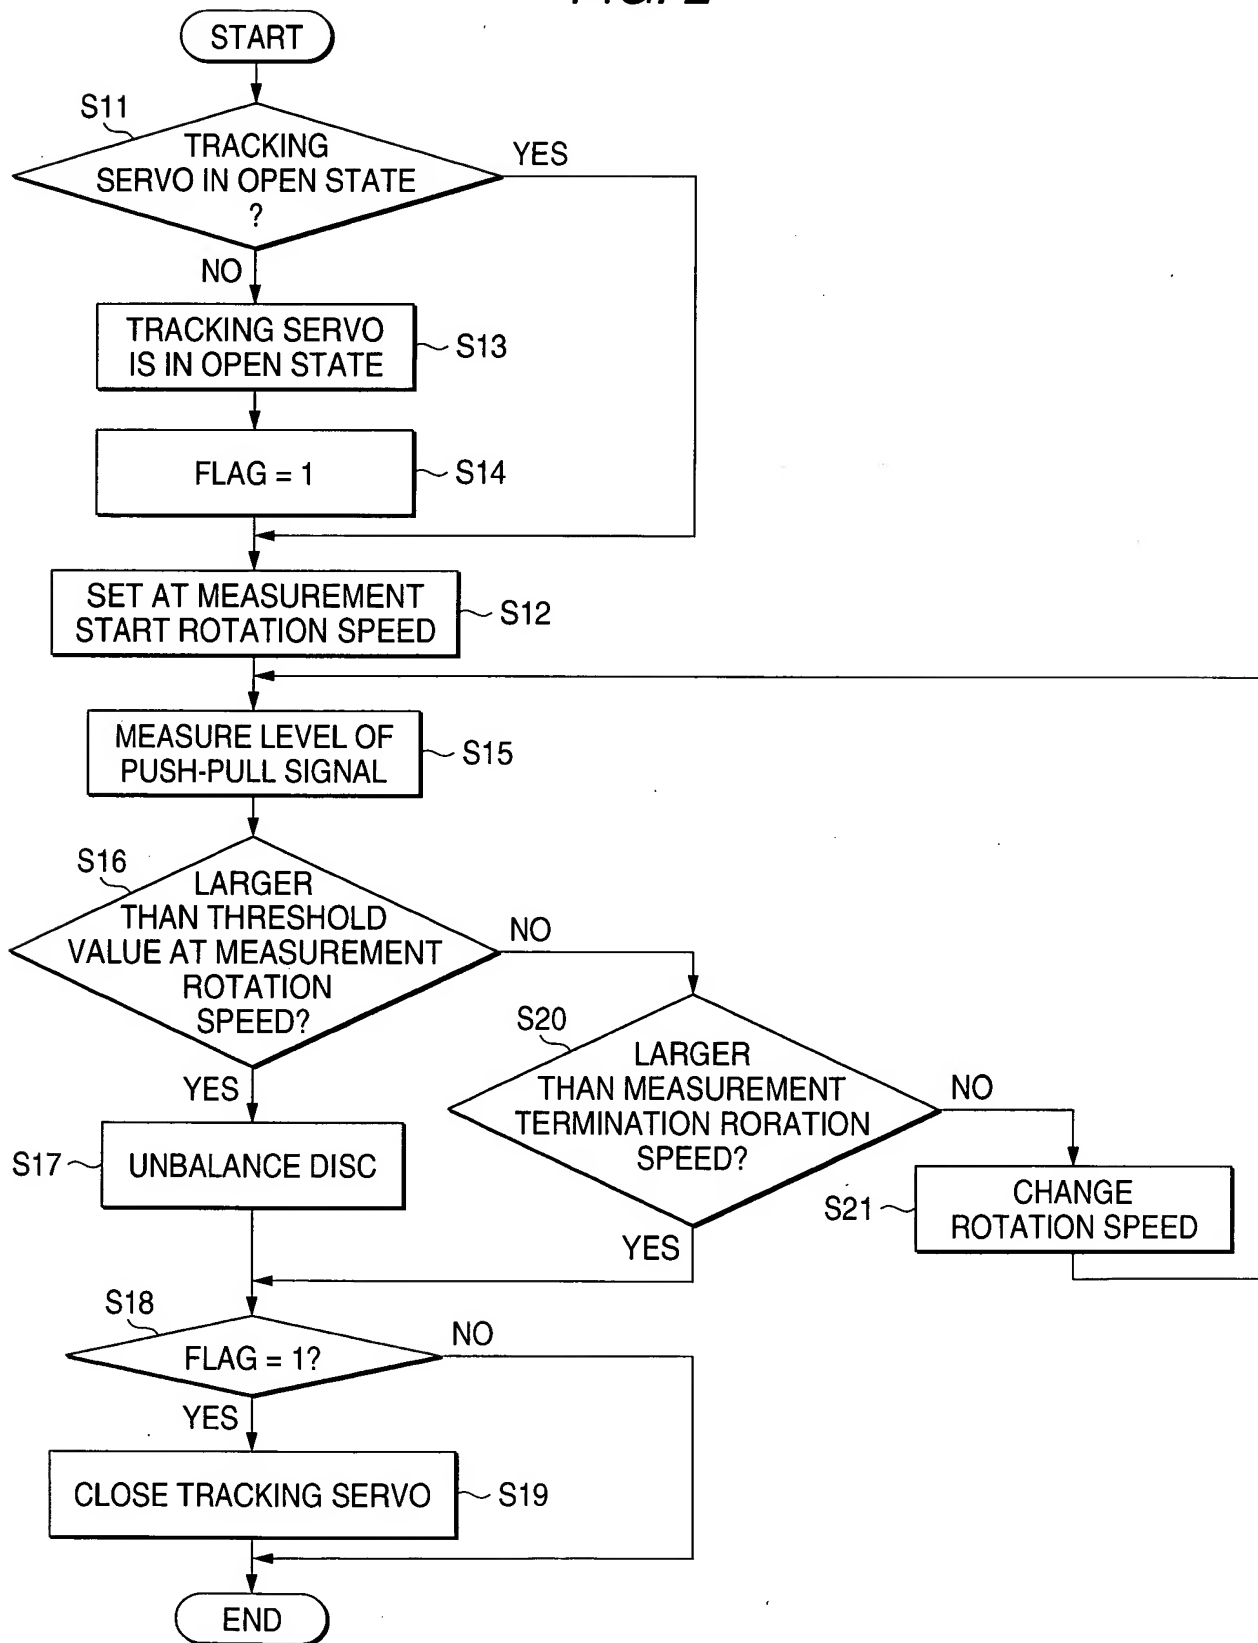 FIG. 2
START
S11
TRACKING
SERVO IN OPEN STATE
?
YES
NO
TRACKING SERVO
IS IN OPEN STATE
S13
FLAG = 1
S14
SET AT MEASUREMENT
START ROTATION SPEED
S12
MEASURE LEVEL OF
PUSH-PULL SIGNAL
S15
S16
LARGER
THAN THRESHOLD
VALUE AT MEASUREMENT
ROTATION
SPEED?
NO
YES
S20
LARGER
THAN MEASUREMENT
TERMINATION RORATION
SPEED?
NO
YES
S17
UNBALANCE DISC
S21
CHANGE
ROTATION SPEED
S18
FLAG = 1?
NO
YES
CLOSE TRACKING SERVO
S19
END